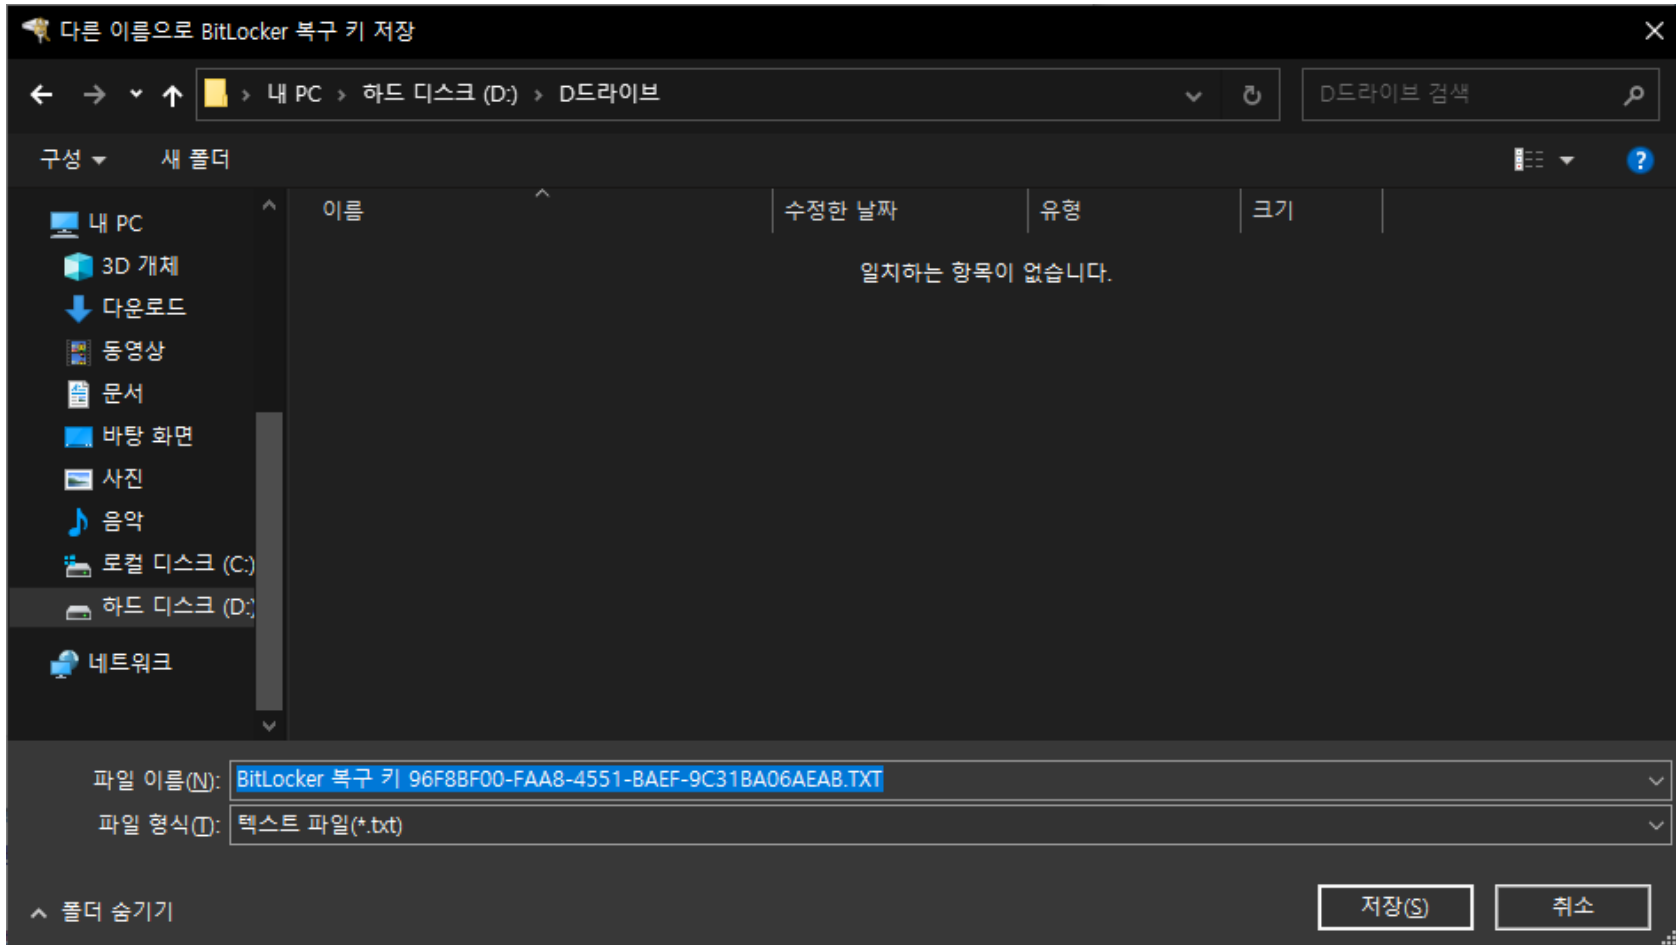 다른 이름으로 BitLocker 복구 키 저장
내 PC › 하드 디스크 (D:) › D드라이브
D드라이브 검색
구성
새 폴더
내 PC
3D 개체
다운로드
동영상
문서
바탕 화면
사진
음악
로컬 디스크 (C:)
하드 디스크 (D:)
네트워크
이름 수정한 날짜 유형 크기
일치하는 항목이 없습니다.
파일 이름(N): BitLocker 복구 키 96F8BF00-FAA8-4551-BAEF-9C31BA06AEAB.TXT
파일 형식(T): 텍스트 파일(*.txt)
폴더 숨기기
저장(S) 취소